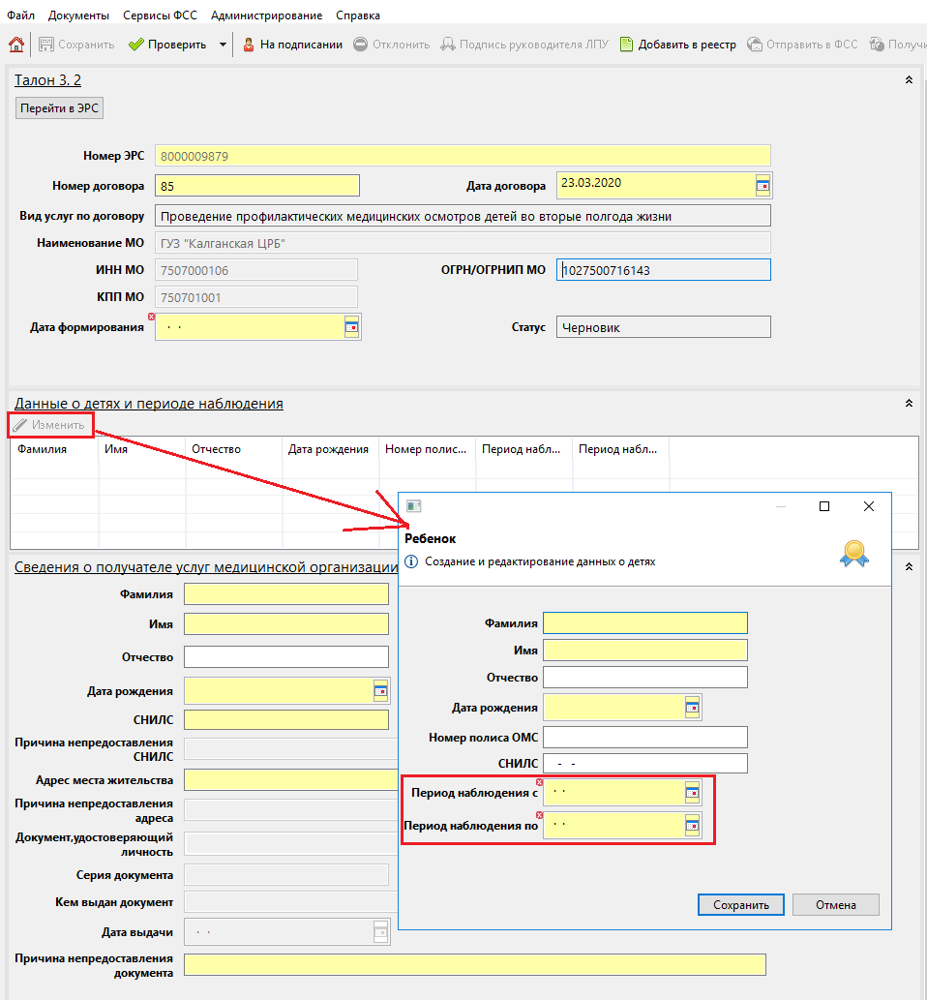 Файл Документы Сервисы ФСС Администрирование Справка
Сохранить Проверить На подписании Отклонить Подпись руководителя ЛПУ Добавить в реестр Отправить в ФСС Получи
Талон 3. 2
Перейти в ЭРС
Номер ЭРС 8000009879
Номер договора 85 Дата договора 23.03.2020
Вид услуг по договору Проведение профилактических медицинских осмотров детей во вторые полгода жизни
Наименование МО ГУЗ "Калганская ЦРБ"
ИНН МО 7507000106 ОГРН/ОГРНИП МО 1027500716143
КПП МО 750701001
Дата формирования . . Статус Черновик
Данные о детях и периоде наблюдения
Изменить
Фамилия Имя Отчество Дата рождения Номер полис... Период набл... Период набл...
Ребенок
Создание и редактирование данных о детях
Фамилия
Имя
Отчество
Дата рождения
Номер полиса ОМС
СНИЛС - -
Период наблюдения с . .
Период наблюдения по . .
Сохранить Отмена
Сведения о получателе услуг медицинской организации
Фамилия
Имя
Отчество
Дата рождения
СНИЛС
Причина непредоставления
СНИЛС
Адрес места жительства
Причина непредоставления
адреса
Документ,удостоверяющий
личность
Серия документа
Кем выдан документ
Дата выдачи . .
Причина непредоставления
документа